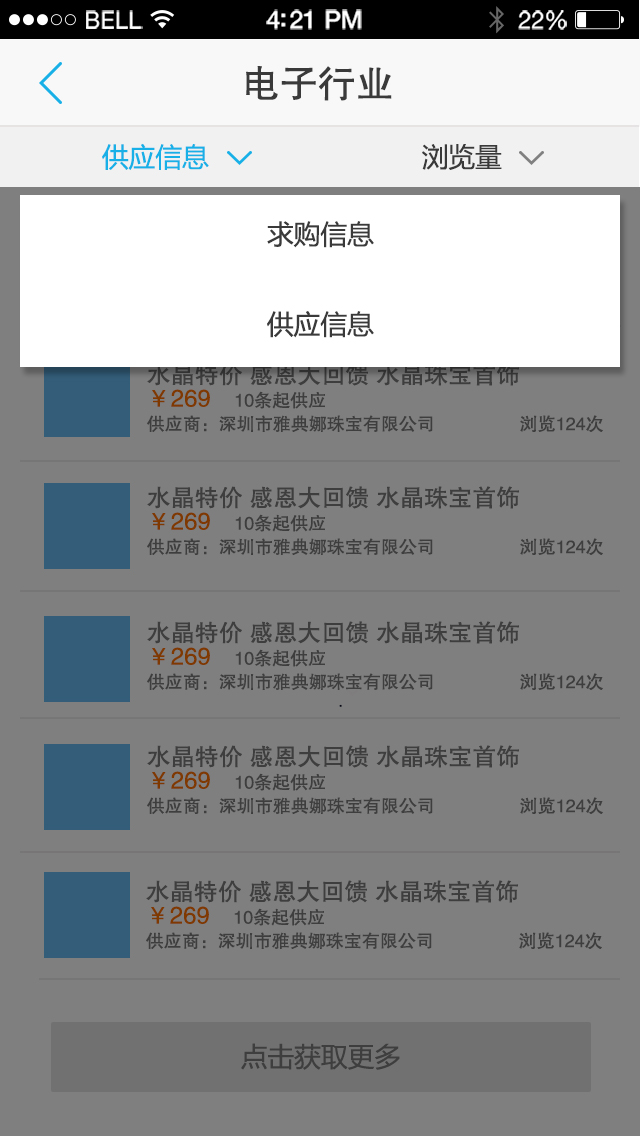 BELL 4:21 PM 22%
电子行业
供应信息 浏览量
求购信息
供应信息
水晶特价 感恩大回馈 水晶珠宝首饰
￥269 10条起供应
供应商：深圳市雅典娜珠宝有限公司 浏览124次
水晶特价 感恩大回馈 水晶珠宝首饰
￥269 10条起供应
供应商：深圳市雅典娜珠宝有限公司 浏览124次
水晶特价 感恩大回馈 水晶珠宝首饰
￥269 10条起供应
供应商：深圳市雅典娜珠宝有限公司 浏览124次
水晶特价 感恩大回馈 水晶珠宝首饰
￥269 10条起供应
供应商：深圳市雅典娜珠宝有限公司 浏览124次
水晶特价 感恩大回馈 水晶珠宝首饰
￥269 10条起供应
供应商：深圳市雅典娜珠宝有限公司 浏览124次
点击获取更多